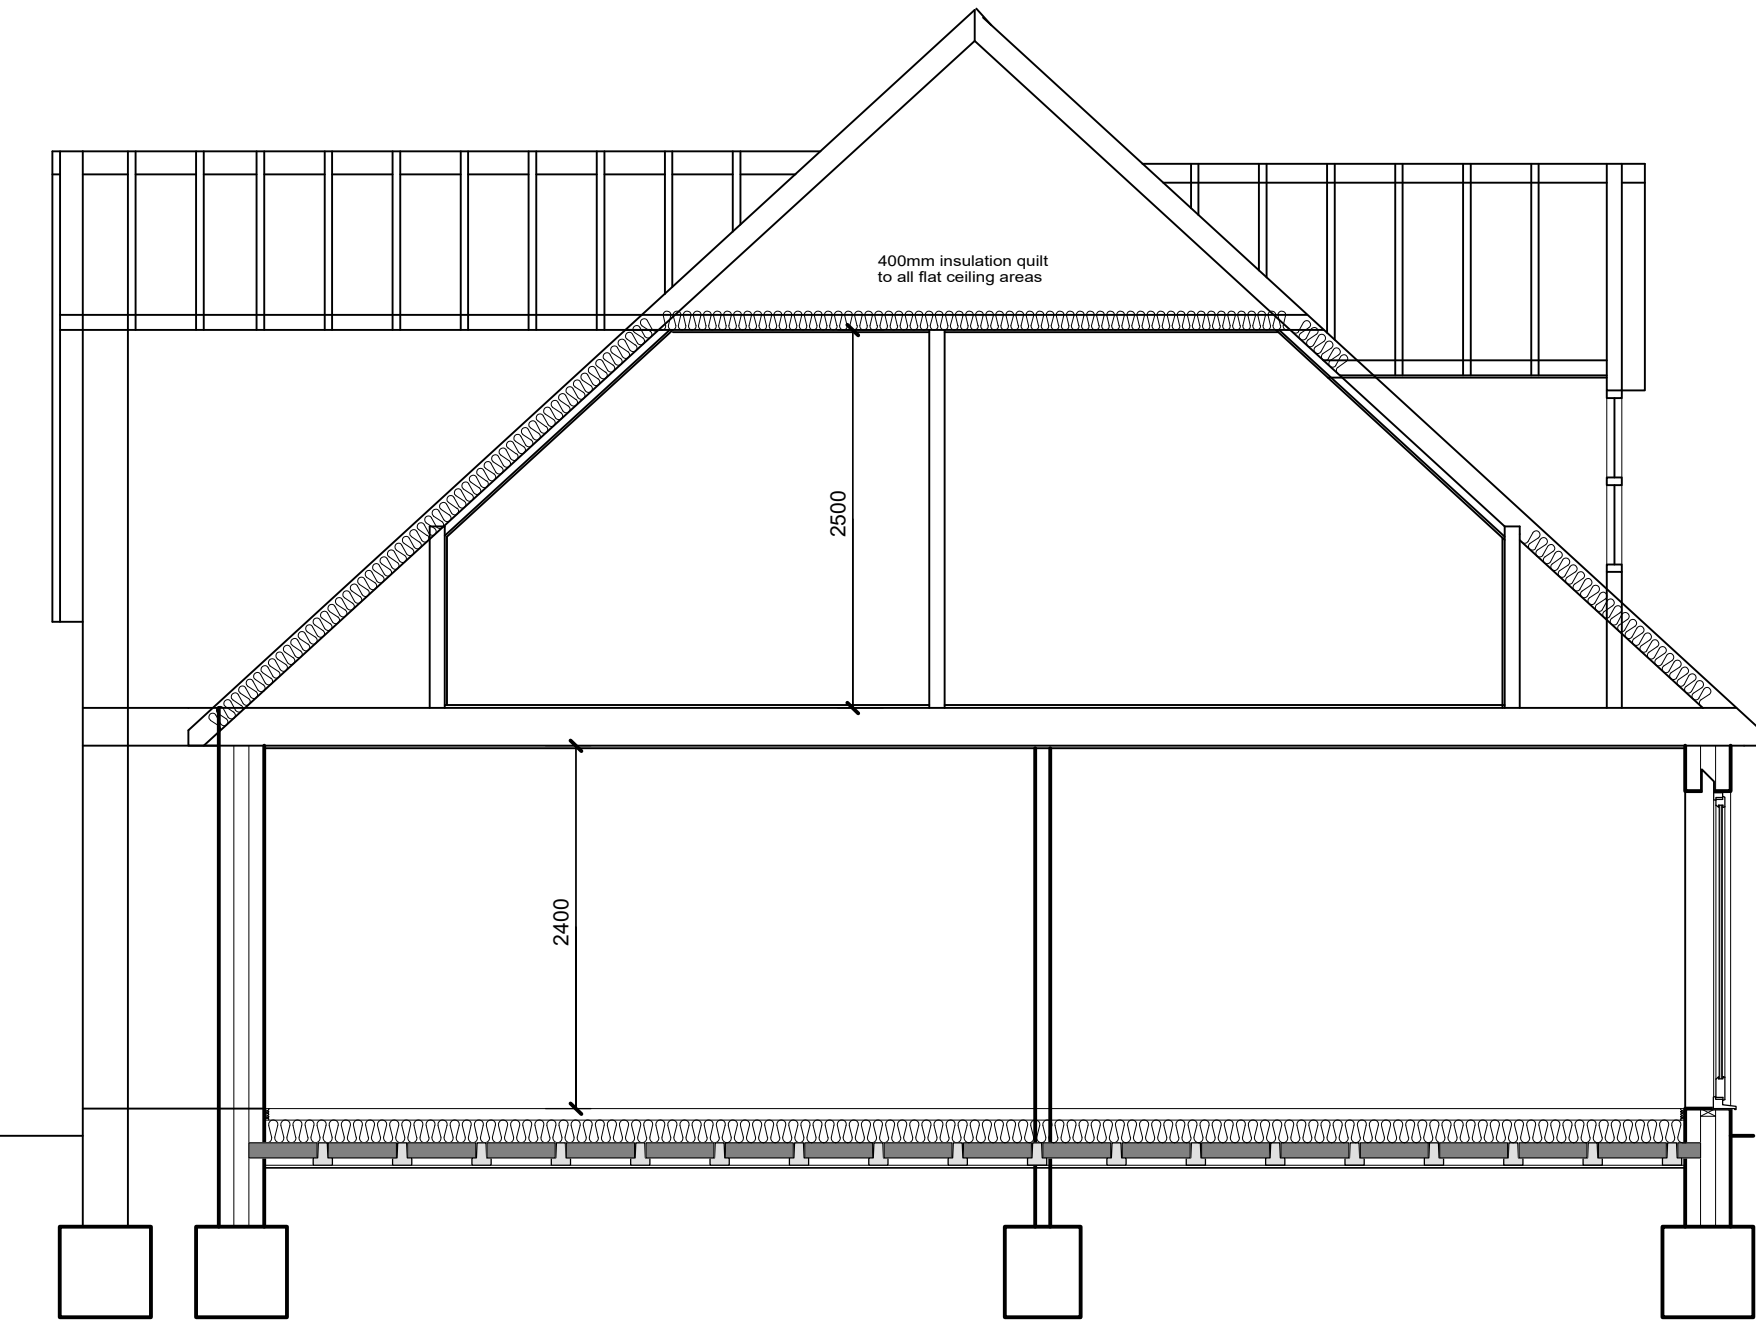 400mm insulation quilt
to all flat ceiling areas
2500
2400